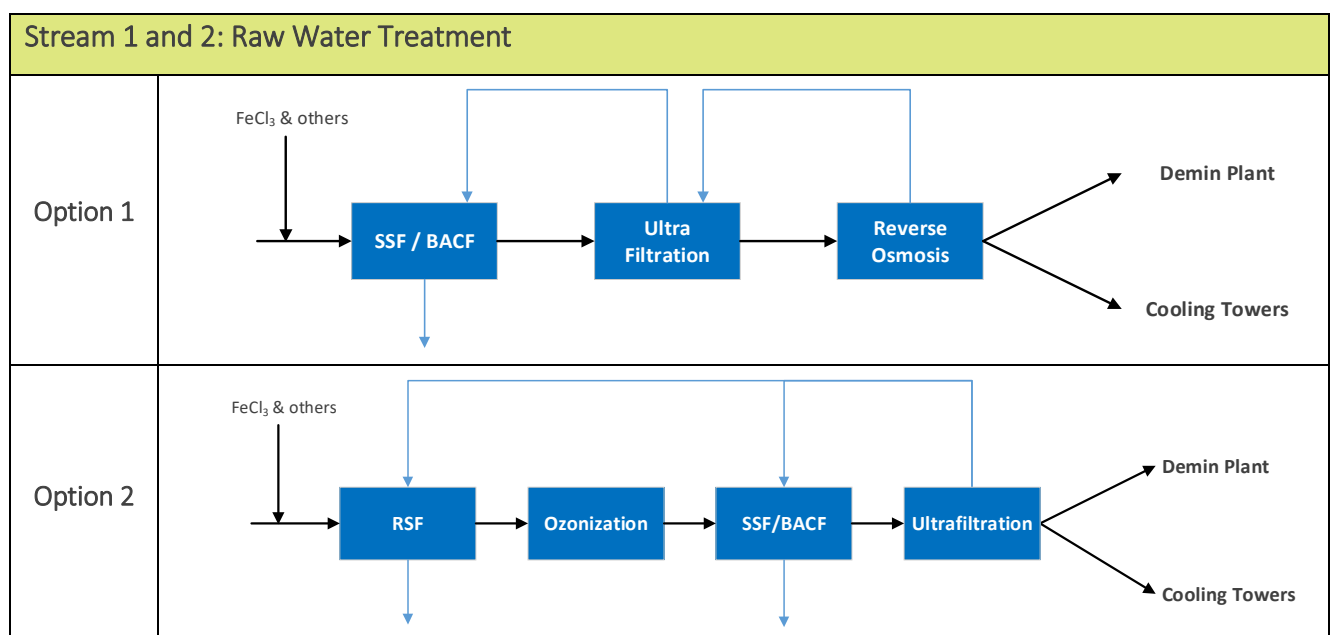 Stream 1 and 2: Raw Water Treatment
Option 1
FeCl₃ & others
SSF / BACF
Ultra
Filtration
Reverse
Osmosis
Demin Plant
Cooling Towers
Option 2
FeCl₃ & others
RSF
Ozonization
SSF/BACF
Ultrafiltration
Demin Plant
Cooling Towers